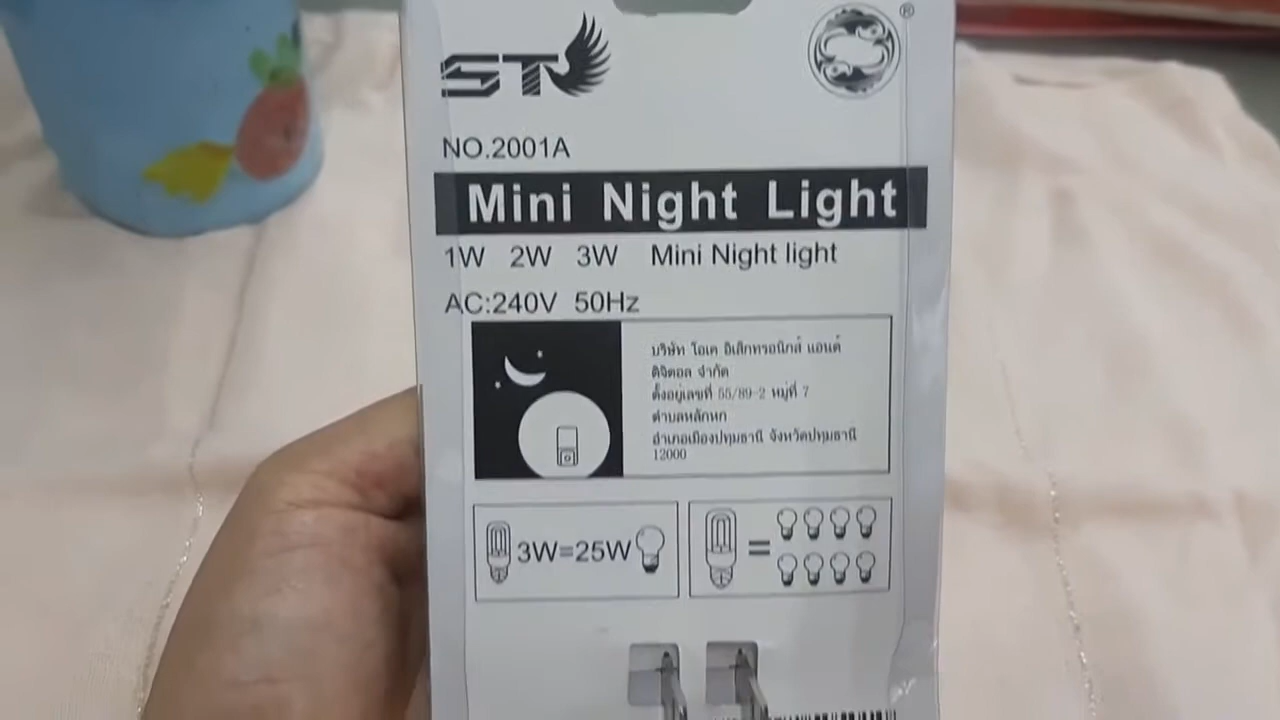 ST
®
NO.2001A
Mini Night Light
1W 2W 3W Mini Night light
AC:240V 50Hz
บริษัท โอเค อิเล็กทรอนิกส์ แอนด์
ดิจิตอล จำกัด
ตั้งอยู่เลขที่ 55/89-2 หมู่ที่ 7
ตำบลหลักหก
อำเภอเมืองปทุมธานี จังหวัดปทุมธานี
12000
3W=25W
=